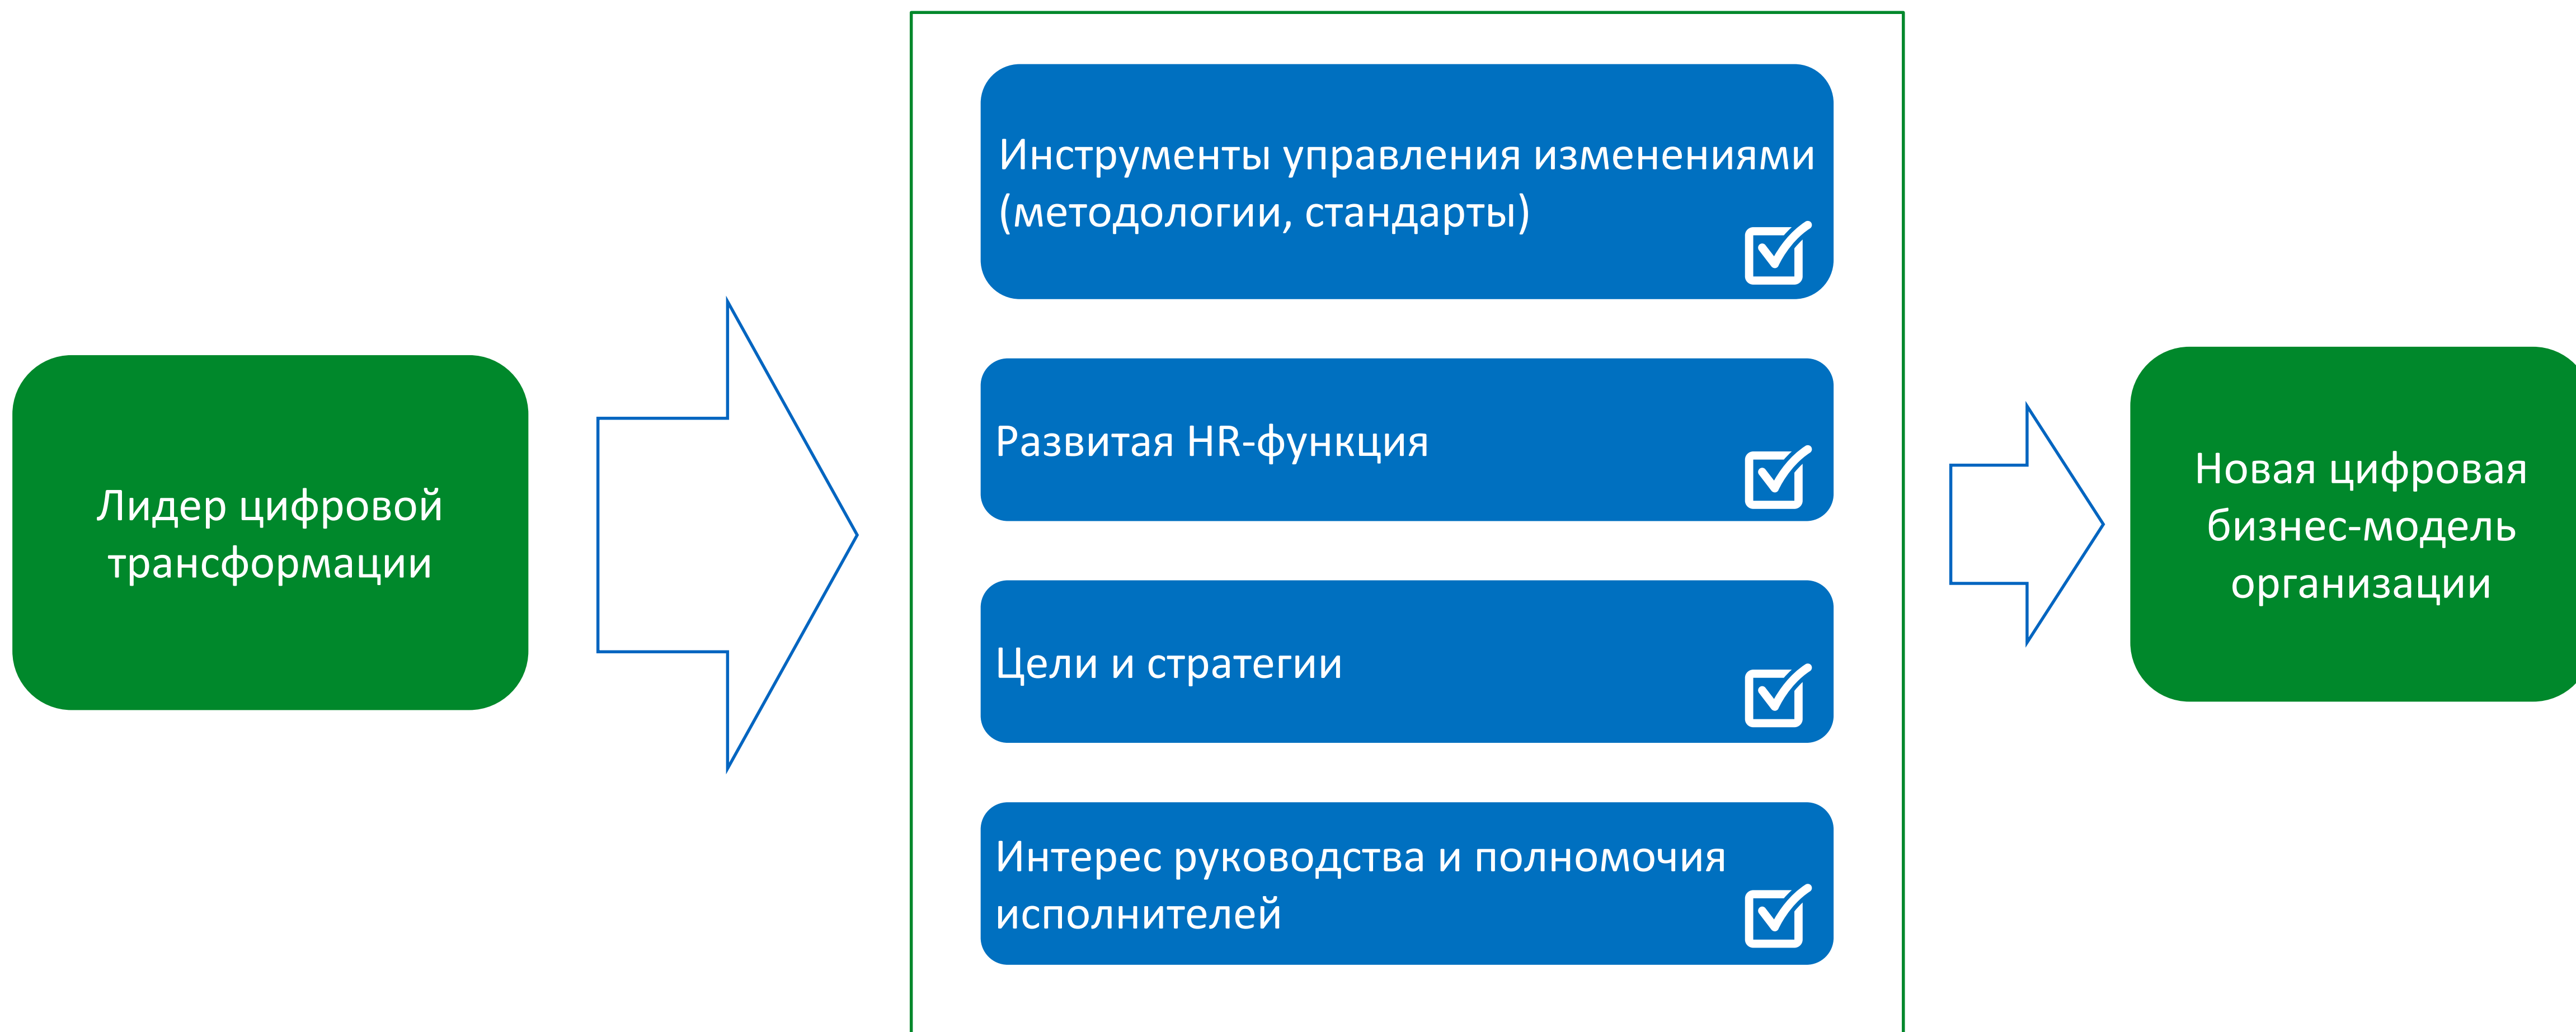 Лидер цифровой
трансформации
Инструменты управления изменениями
(методологии, стандарты)
Развитая HR-функция
Цели и стратегии
Интерес руководства и полномочия
исполнителей
Новая цифровая
бизнес-модель
организации